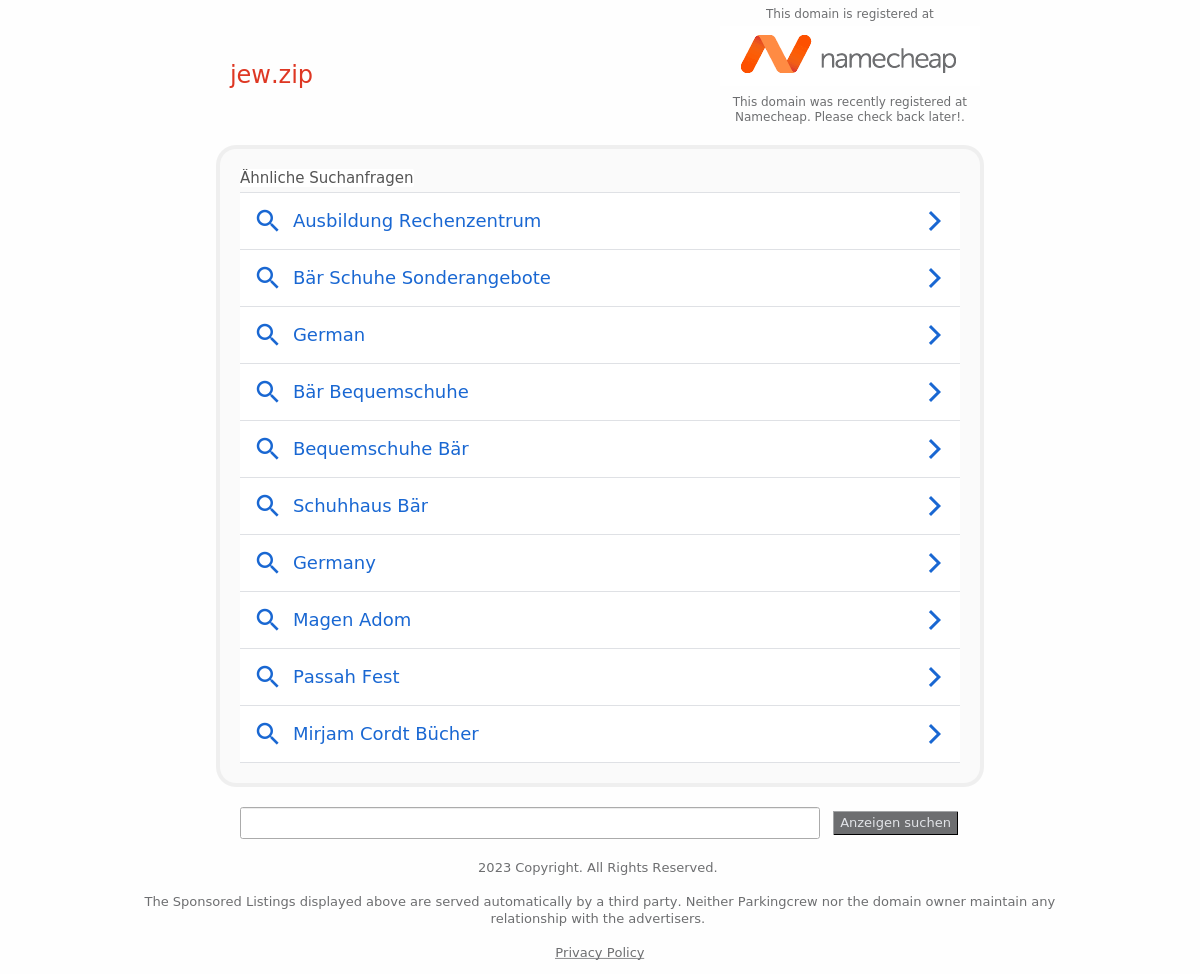 This domain is registered at
namecheap
jew.zip
This domain was recently registered at
Namecheap. Please check back later!.
Ähnliche Suchanfragen
Ausbildung Rechenzentrum
Bär Schuhe Sonderangebote
German
Bär Bequemschuhe
Bequemschuhe Bär
Schuhhaus Bär
Germany
Magen Adom
Passah Fest
Mirjam Cordt Bücher
Anzeigen suchen
2023 Copyright. All Rights Reserved.
The Sponsored Listings displayed above are served automatically by a third party. Neither Parkingcrew nor the domain owner maintain any
relationship with the advertisers.
Privacy Policy